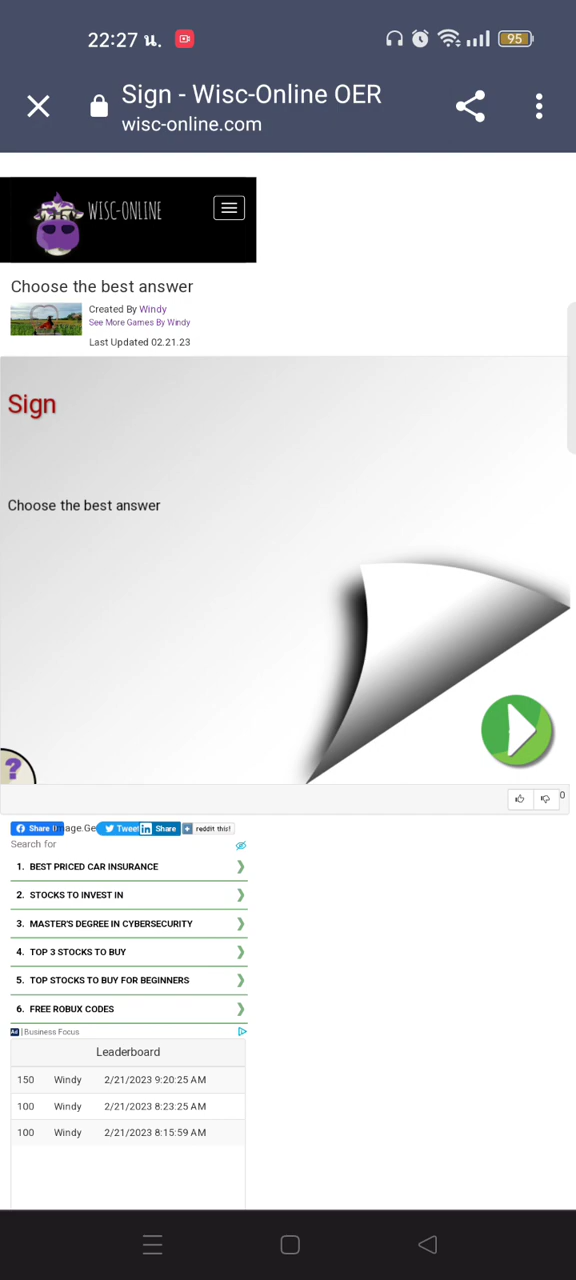 22:27 น.
95
Sign - Wisc-Online OER
wisc-online.com
WISC-ONLINE
Choose the best answer
Created By Windy
See More Games By Windy
Last Updated 02.21.23
Sign
Choose the best answer
?
0
Share
Image.Ge
Tweet
in Share
reddit this!
Search for
1. BEST PRICED CAR INSURANCE
2. STOCKS TO INVEST IN
3. MASTER'S DEGREE IN CYBERSECURITY
4. TOP 3 STOCKS TO BUY
5. TOP STOCKS TO BUY FOR BEGINNERS
6. FREE ROBUX CODES
Ad | Business Focus
Leaderboard
150 Windy 2/21/2023 9:20:25 AM
100 Windy 2/21/2023 8:23:25 AM
100 Windy 2/21/2023 8:15:59 AM